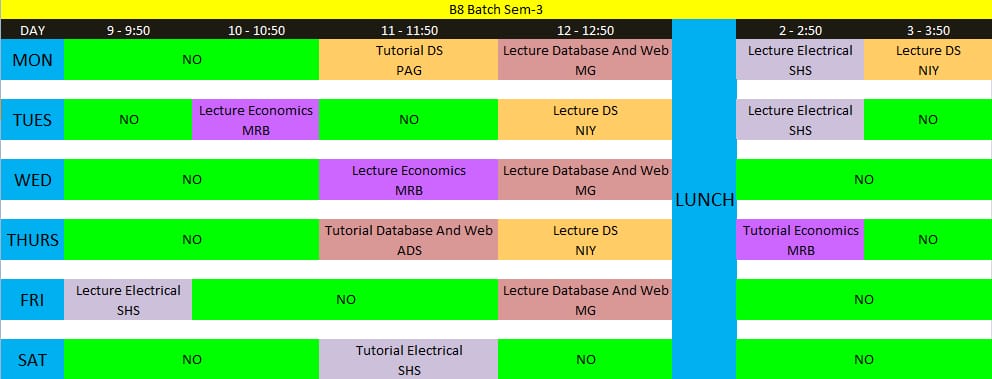 B8 Batch Sem-3
DAY 9 - 9:50 10 - 10:50 11 - 11:50 12 - 12:50 2 - 2:50 3 - 3:50
MON NO Tutorial DS PAG Lecture Database And Web MG Lecture Electrical SHS Lecture DS NIY
TUES NO Lecture Economics MRB NO Lecture DS NIY Lecture Electrical SHS NO
WED NO Lecture Economics MRB Lecture Database And Web MG NO
LUNCH
THURS NO Tutorial Database And Web ADS Lecture DS NIY Tutorial Economics MRB NO
FRI Lecture Electrical SHS NO Lecture Database And Web MG NO
SAT NO Tutorial Electrical SHS NO NO